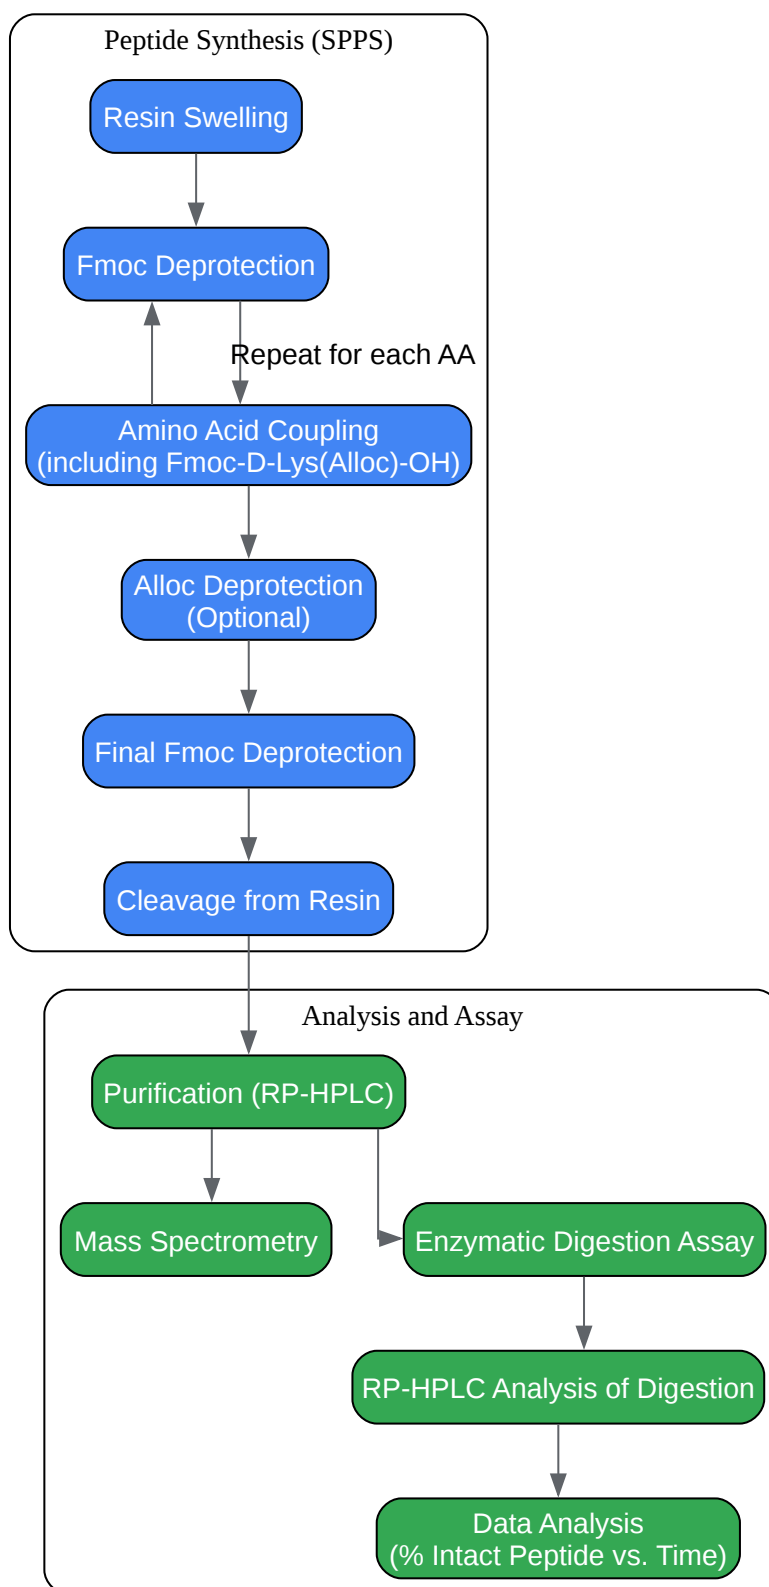 Peptide Synthesis (SPPS)
Resin Swelling
Fmoc Deprotection
Repeat for each AA
Amino Acid Coupling
(including Fmoc-D-Lys(Alloc)-OH)
Alloc Deprotection
(Optional)
Final Fmoc Deprotection
Cleavage from Resin
Analysis and Assay
Purification (RP-HPLC)
Mass Spectrometry
Enzymatic Digestion Assay
RP-HPLC Analysis of Digestion
Data Analysis
(% Intact Peptide vs. Time)